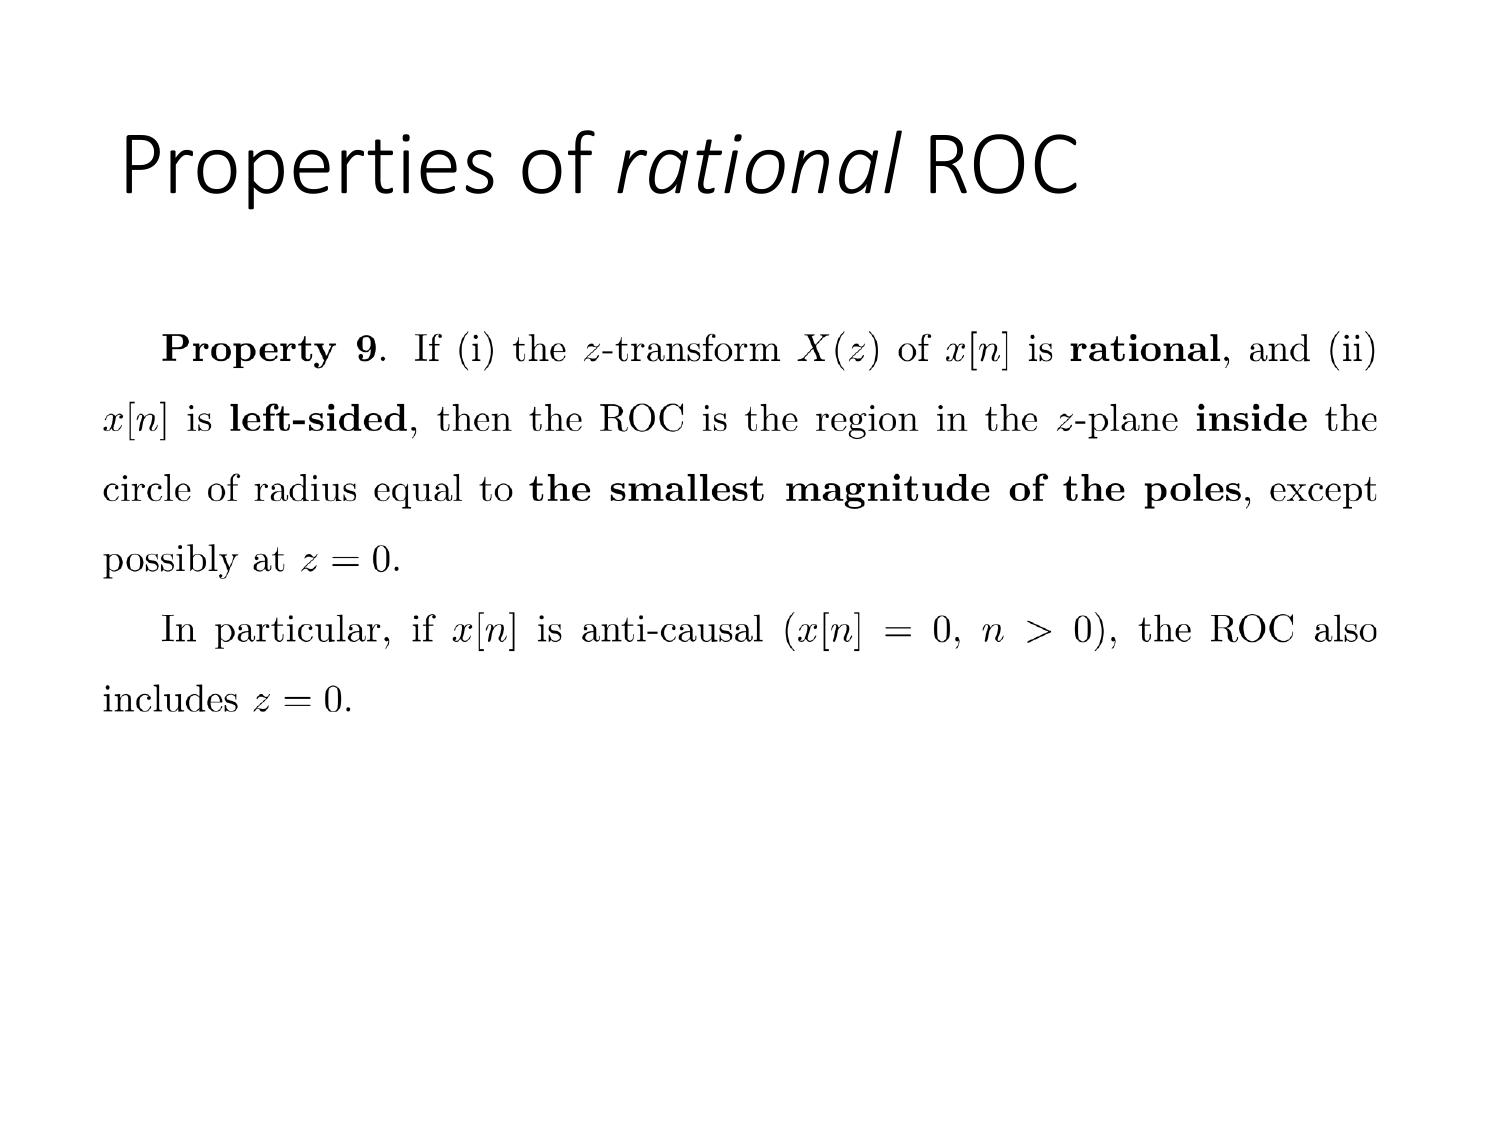 Properties of rational ROC
Property 9. If (i) the z-transform X(z) of x[n] is rational, and (ii)
x[n] is left-sided, then the ROC is the region in the z-plane inside the
circle of radius equal to the smallest magnitude of the poles, except
possibly at z = 0.
In particular, if x[n] is anti-causal (x[n] = 0, n > 0), the ROC also
includes z = 0.